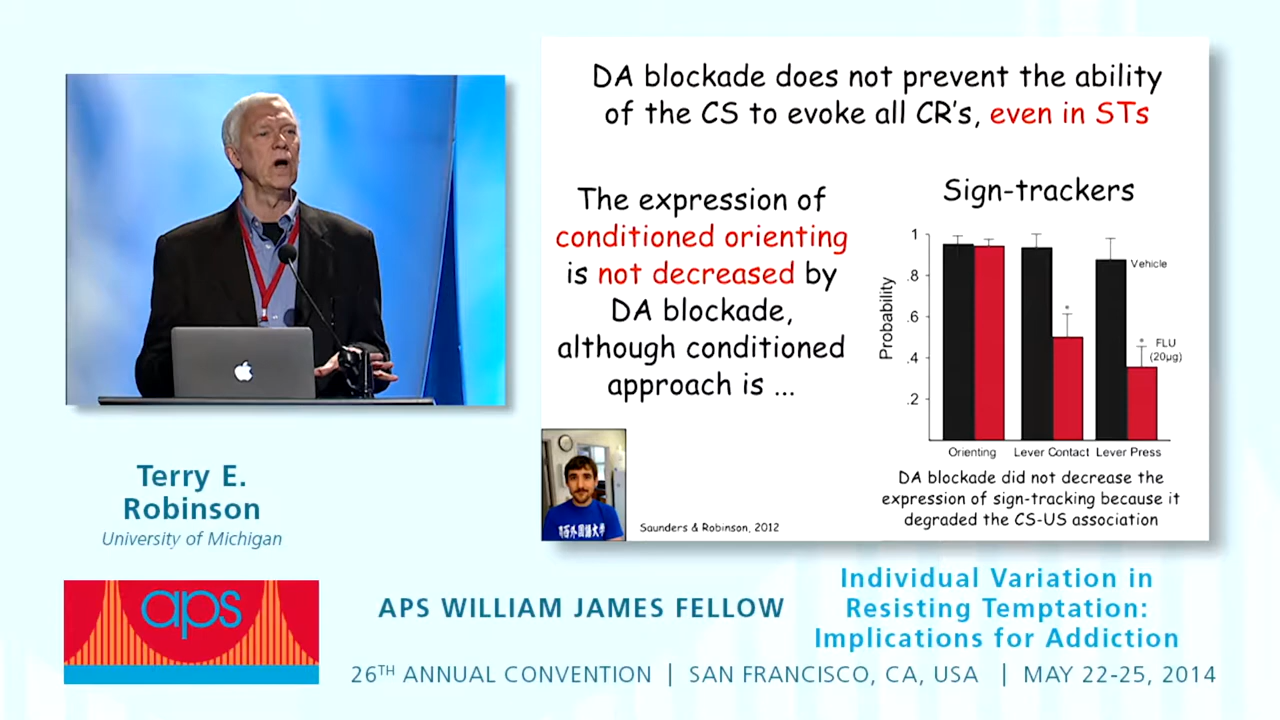 DA blockade does not prevent the ability
of the CS to evoke all CR's, even in STs
The expression of
conditioned orienting
is not decreased by
DA blockade,
although conditioned
approach is ...
Sign-trackers
Probability
1
.8
.6
.4
.2
Vehicle
*
*
FLU
(20µg)
Orienting
Lever Contact
Lever Press
DA blockade did not decrease the
expression of sign-tracking because it
degraded the CS-US association
Saunders & Robinson, 2012
Terry E.
Robinson
University of Michigan
aps
APS WILLIAM JAMES FELLOW
Individual Variation in
Resisting Temptation:
Implications for Addiction
26TH ANNUAL CONVENTION | SAN FRANCISCO, CA, USA | MAY 22-25, 2014